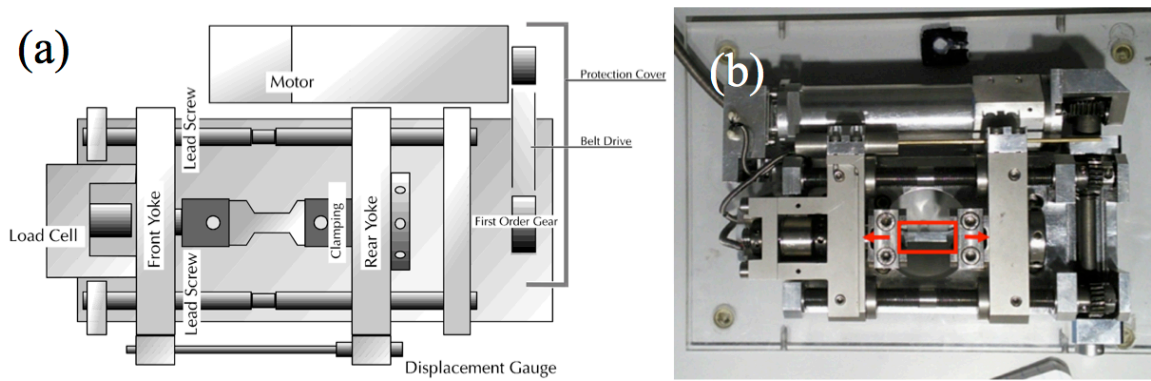 (a)
Motor
Protection Cover
Lead Screw
Belt Drive
Load Cell
Front Yoke
Clamping
Rear Yoke
First Order Gear
Lead Screw
Displacement Gauge
(b)